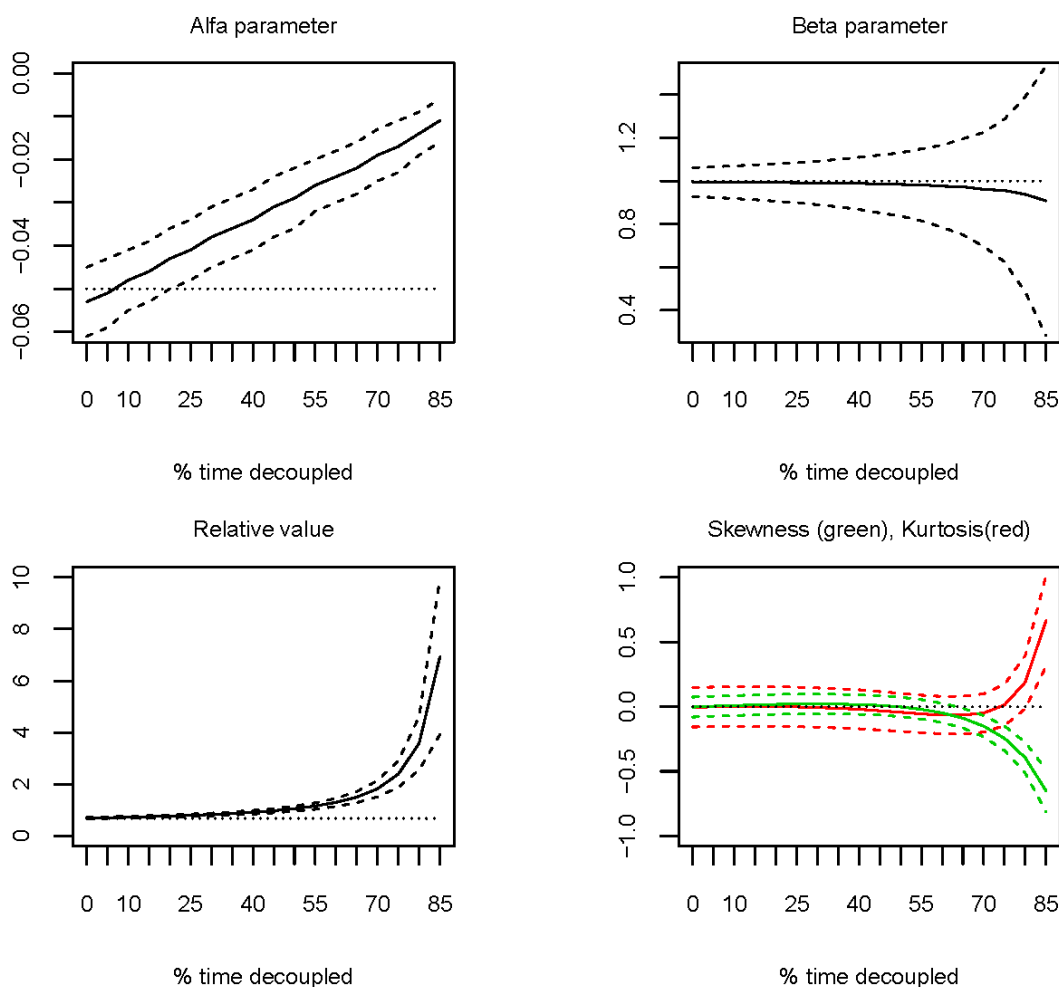 Alfa parameter
0.00
−0.02
−0.04
−0.06
0 10 25 40 55 70 85
% time decoupled
Beta parameter
1.2
0.8
0.4
0 10 25 40 55 70 85
% time decoupled
Relative value
10
8
6
4
2
0
0 10 25 40 55 70 85
% time decoupled
Skewness (green), Kurtosis(red)
1.0
0.5
0.0
−0.5
−1.0
0 10 25 40 55 70 85
% time decoupled